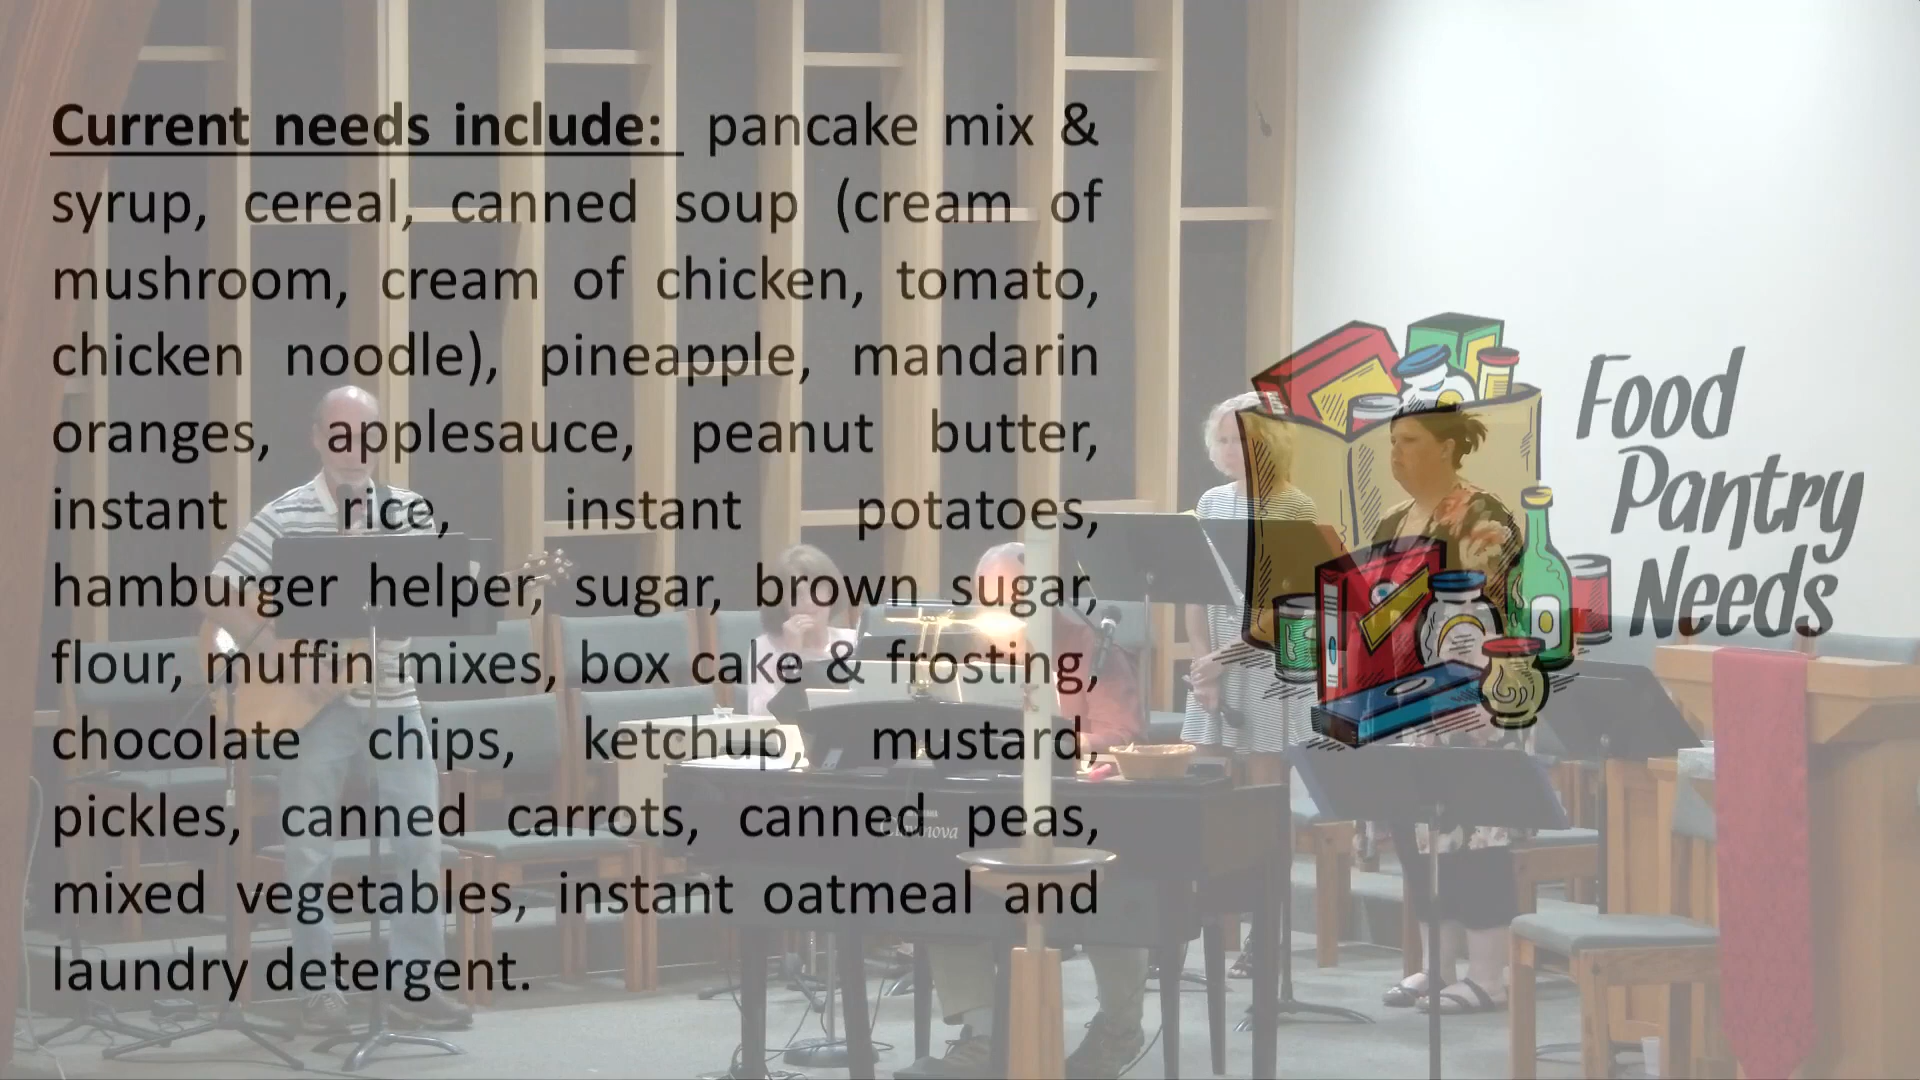 Current needs include: pancake mix &
syrup, cereal, canned soup (cream of
mushroom, cream of chicken, tomato,
chicken noodle), pineapple, mandarin
oranges, applesauce, peanut butter,
instant rice, instant potatoes,
hamburger helper, sugar, brown sugar,
flour, muffin mixes, box cake & frosting,
chocolate chips, ketchup, mustard,
pickles, canned carrots, canned peas,
mixed vegetables, instant oatmeal and
laundry detergent.
Food
Pantry
Needs
Clavinova